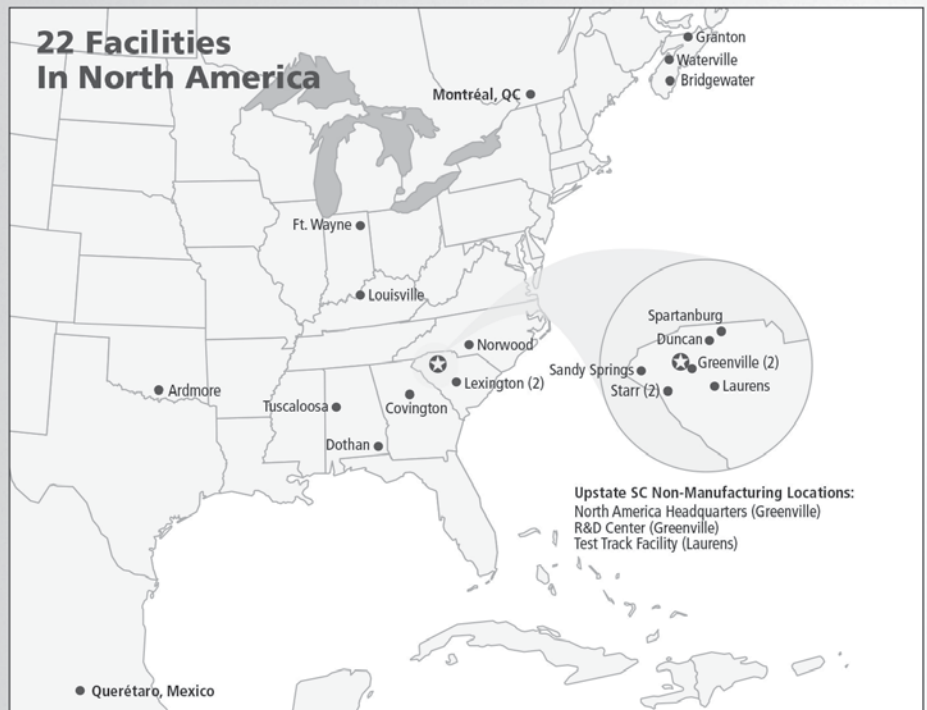 22 Facilities
In North America
Granton
Waterville
Bridgewater
Montréal, QC
Ft. Wayne
Louisville
Norwood
Lexington (2)
Ardmore
Tuscaloosa
Covington
Dothan
Spartanburg
Duncan
Greenville (2)
Sandy Springs
Starr (2)
Laurens
Upstate SC Non-Manufacturing Locations:
North America Headquarters (Greenville)
R&D Center (Greenville)
Test Track Facility (Laurens)
Querétaro, Mexico